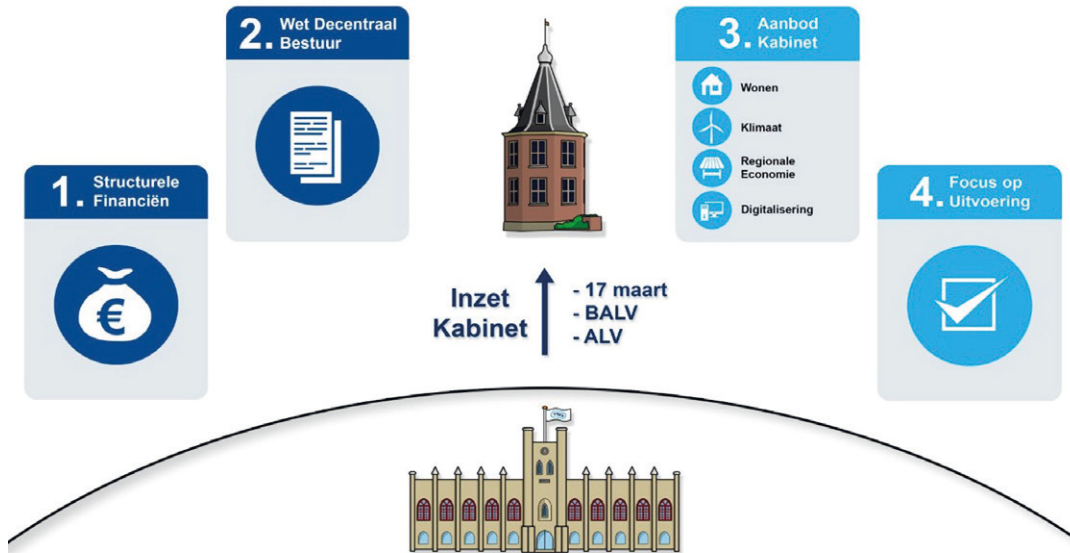 1. Structurele
Financiën
2. Wet Decentraal
Bestuur
3. Aanbod
Kabinet
Wonen
Klimaat
Regionale
Economie
Digitalisering
4. Focus op
Uitvoering
Inzet
Kabinet
- 17 maart
- BALV
- ALV